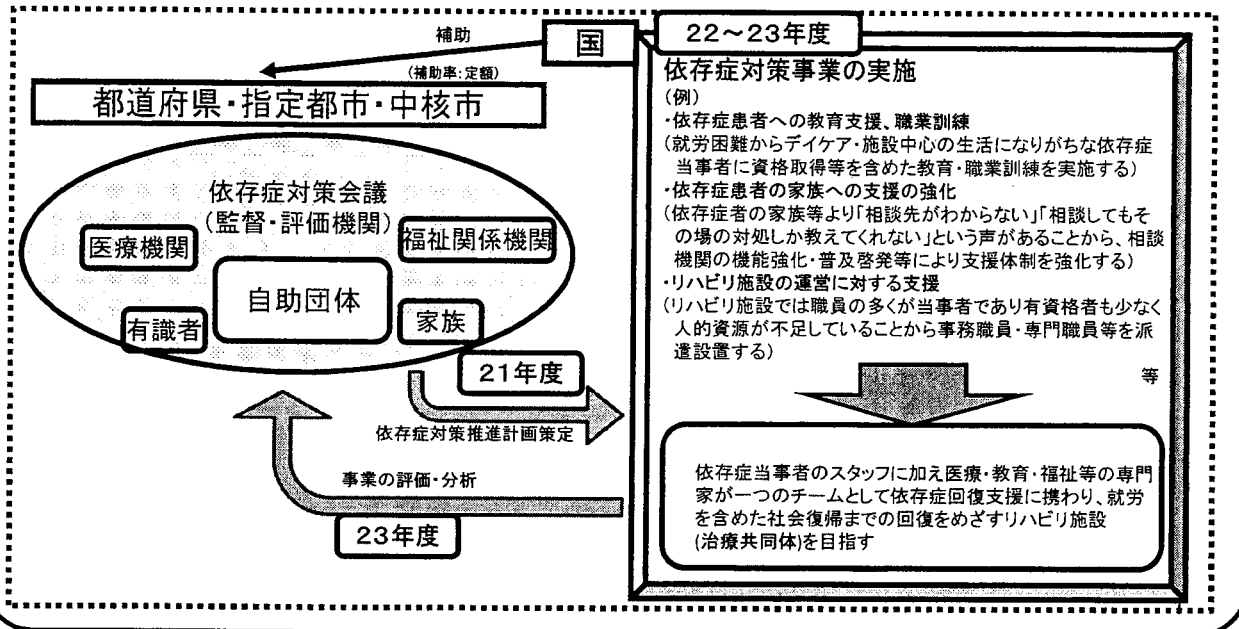 補助
国
(補助率:定額)
都道府県・指定都市・中核市
依存症対策会議
(監督・評価機関)
医療機関
福祉関係機関
自助団体
有識者
家族
21年度
依存症対策推進計画策定
事業の評価・分析
23年度
22～23年度
依存症対策事業の実施
(例)
・依存症患者への教育支援、職業訓練
(就労困難からデイケア・施設中心の生活になりがちな依存症
当事者に資格取得等を含めた教育・職業訓練を実施する)
・依存症患者の家族への支援の強化
(依存症者の家族等より「相談先がわからない」「相談してもそ
の場の対処しか教えてくれない」という声があることから、相談
機関の機能強化・普及啓発等により支援体制を強化する)
・リハビリ施設の運営に対する支援
(リハビリ施設では職員の多くが当事者であり有資格者も少なく
人的資源が不足していることから事務職員・専門職員等を派
遣設置する)
等
依存症当事者のスタッフに加え医療・教育・福祉等の専門
家が一つのチームとして依存症回復支援に携わり、就労
を含めた社会復帰までの回復をめざすリハビリ施設
(治療共同体)を目指す